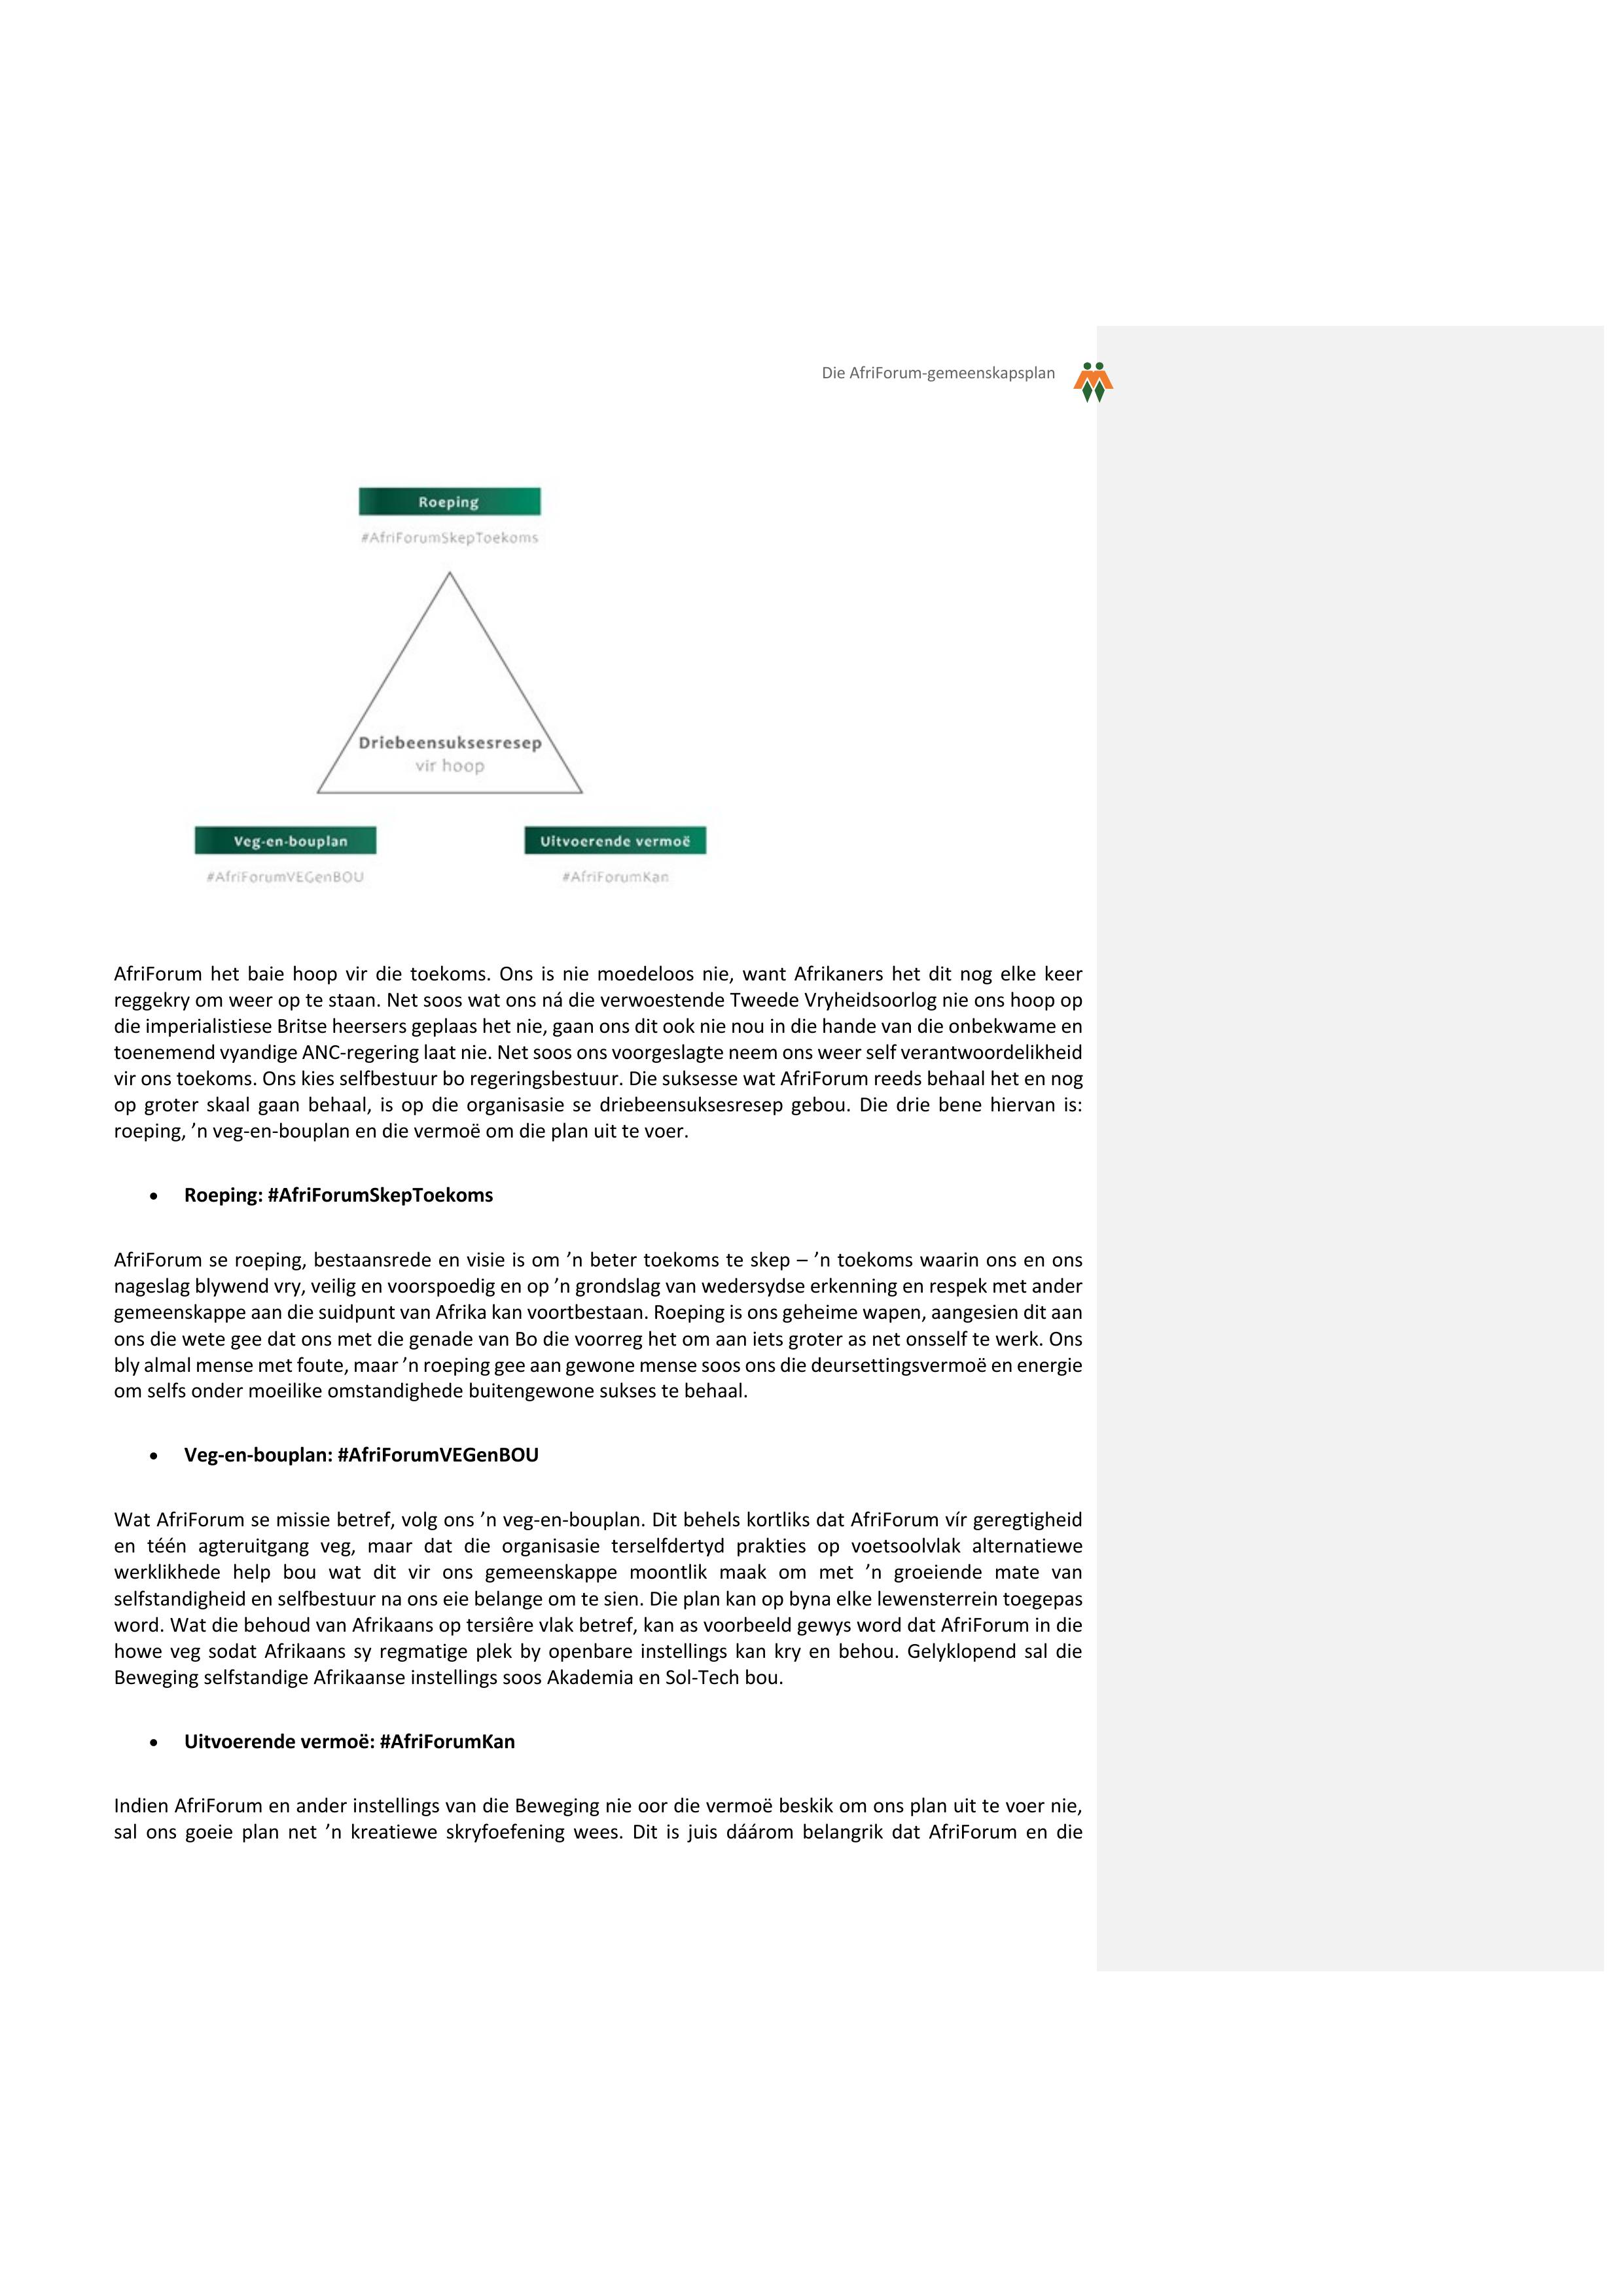 Die AfriForum-gemeenskapsplan
Roeping
#AfriForumSkepToekoms
Driebeensuksesresep
vir hoop
Veg-en-bouplan
Uitvoerende vermoë
#AfriForumVEGenBOU
#AfriForumKan
AfriForum het baie hoop vir die toekoms. Ons is nie moedeloos nie, want Afrikaners het dit nog elke keer
reggekry om weer op te staan. Net soos wat ons ná die verwoestende Tweede Vryheidsoorlog nie ons hoop op
die imperialistiese Britse heersers geplaas het nie, gaan ons dit ook nie nou in die hande van die onbekwame en
toenemend vyandige ANC-regering laat nie. Net soos ons voorgeslagte neem ons weer self verantwoordelikheid
vir ons toekoms. Ons kies selfbestuur bo regeringsbestuur. Die suksesse wat AfriForum reeds behaal het en nog
op groter skaal gaan behaal, is op die organisasie se driebeensuksesresep gebou. Die drie bene hiervan is:
roeping, ’n veg-en-bouplan en die vermoë om die plan uit te voer.
• Roeping: #AfriForumSkepToekoms
AfriForum se roeping, bestaansrede en visie is om ’n beter toekoms te skep – ’n toekoms waarin ons en ons
nageslag blywend vry, veilig en voorspoedig en op ’n grondslag van wedersydse erkenning en respek met ander
gemeenskappe aan die suidpunt van Afrika kan voortbestaan. Roeping is ons geheime wapen, aangesien dit aan
ons die wete gee dat ons met die genade van Bo die voorreg het om aan iets groter as net onsself te werk. Ons
bly almal mense met foute, maar ’n roeping gee aan gewone mense soos ons die deursettingsvermoë en energie
om selfs onder moeilike omstandighede buitengewone sukses te behaal.
• Veg-en-bouplan: #AfriForumVEGenBOU
Wat AfriForum se missie betref, volg ons ’n veg-en-bouplan. Dit behels kortliks dat AfriForum vír geregtigheid
en téén agteruitgang veg, maar dat die organisasie terselfdertyd prakties op voetsoolvlak alternatiewe
werklikhede help bou wat dit vir ons gemeenskappe moontlik maak om met ’n groeiende mate van
selfstandigheid en selfbestuur na ons eie belange om te sien. Die plan kan op byna elke lewensterrein toegepas
word. Wat die behoud van Afrikaans op tersiêre vlak betref, kan as voorbeeld gewys word dat AfriForum in die
howe veg sodat Afrikaans sy regmatige plek by openbare instellings kan kry en behou. Gelyklopend sal die
Beweging selfstandige Afrikaanse instellings soos Akademia en Sol-Tech bou.
• Uitvoerende vermoë: #AfriForumKan
Indien AfriForum en ander instellings van die Beweging nie oor die vermoë beskik om ons plan uit te voer nie,
sal ons goeie plan net ’n kreatiewe skryfoefening wees. Dit is juis dáárom belangrik dat AfriForum en die